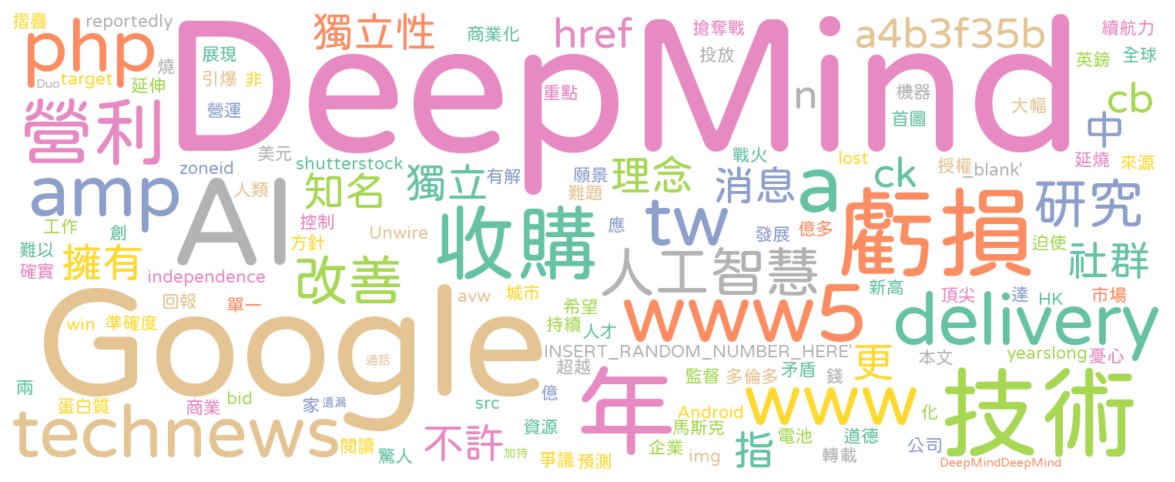 摺疊 reportedly 獨立性 商業化 href 搶奪戰 a4b3f35b 續航力
php DeepMind 展現 投放 英鎊 全球
Duo target 延伸 燒 引爆 非 重點 n 機器 大幅 cb
營利 營運 首圖 中
zoneid 美元 shutterstock 戰火 lost 延燒 來源
amp AI 人類 知名 獨立 有解 願景 難題 理念 消息 a ck 授權 _blank' 研究
工作 創 控制 Unwire 收購 應 tw 發展 億多 虧損 迫使 社群
難以 確實 擁有 方針 independence 改善 人工智慧
回報 單一 avw 城市 希望 新高 頂尖 達 HK 市場
Google win 準確度 持續 人才 www5 delivery
通話 INSERT_RANDOM_NUMBER_HERE' 超越 本文 yearslong 憂心
兩 蛋白質 商業 bid 家 遺漏 src 億 年 監督 多倫多 矛盾 錢 更 技術
technews 閱讀 驚人 不許 加持 資源 Android 馬斯克 www 化
爭議 預測 企業 img 指 電池 道德 轉載 公司
DeepMindDeepMind